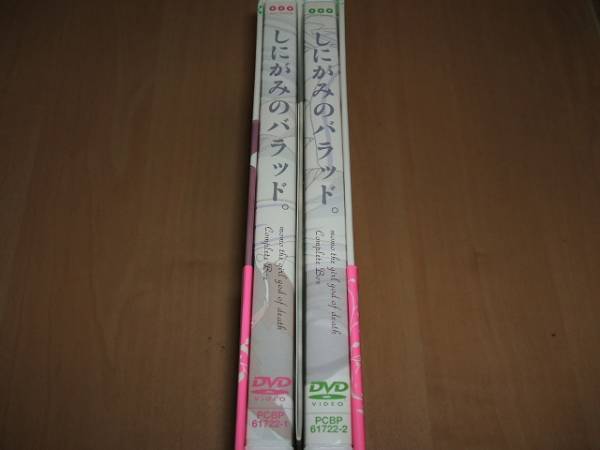 しにがみのバラッド。
momo the girl god of death
Complete Box
DVD
VIDEO
PCBP
61722-1
しにがみのバラッド。
momo the girl god of death
Complete Box
DVD
VIDEO
PCBP
61722-2